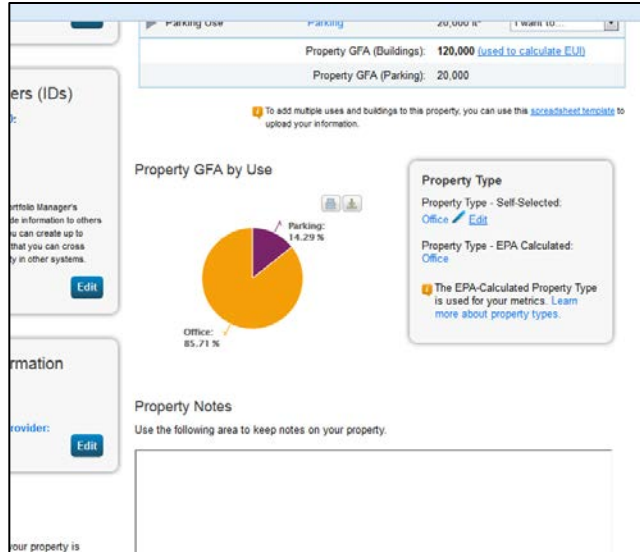 Parking Use Parking 20,000 ft² I want to...
Property GFA (Buildings): 120,000 (used to calculate EUI)
Property GFA (Parking): 20,000
To add multiple uses and buildings to this property, you can use this spreadsheet template to
upload your information.
ers (IDs)
rtfolio Manager's
de information to others
u can create up to
that you can cross
ty in other systems.
Edit
Property GFA by Use
Parking:
14.29 %
Office:
85.71 %
Property Type
Property Type - Self-Selected:
Office Edit
Property Type - EPA Calculated:
Office
The EPA-Calculated Property Type
is used for your metrics. Learn
more about property types.
rmation
rovider:
Edit
Property Notes
Use the following area to keep notes on your property.
our property is